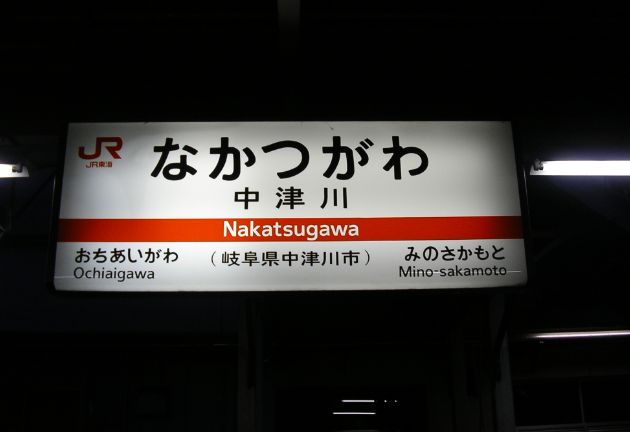 JR
JR東海
なかつがわ
中津川
Nakatsugawa
おちあいがわ
Ochiaigawa
(岐阜県中津川市)
みのさかもと
Mino-sakamoto